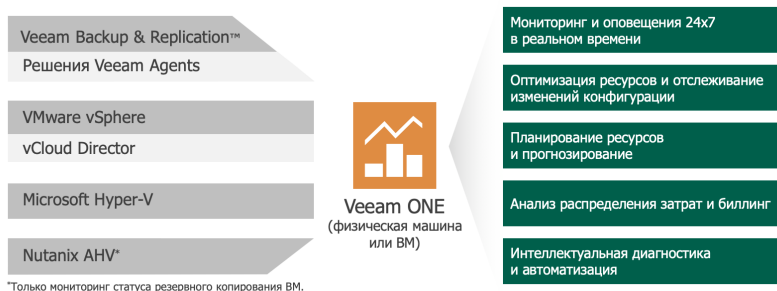 Veeam Backup & Replication™
Решения Veeam Agents
VMware vSphere
vCloud Director
Microsoft Hyper-V
Nutanix AHV*
*Только мониторинг статуса резервного копирования ВМ.
Veeam ONE
(физическая машина
или ВМ)
Мониторинг и оповещения 24x7
в реальном времени
Оптимизация ресурсов и отслеживание
изменений конфигурации
Планирование ресурсов
и прогнозирование
Анализ распределения затрат и биллинг
Интеллектуальная диагностика
и автоматизация